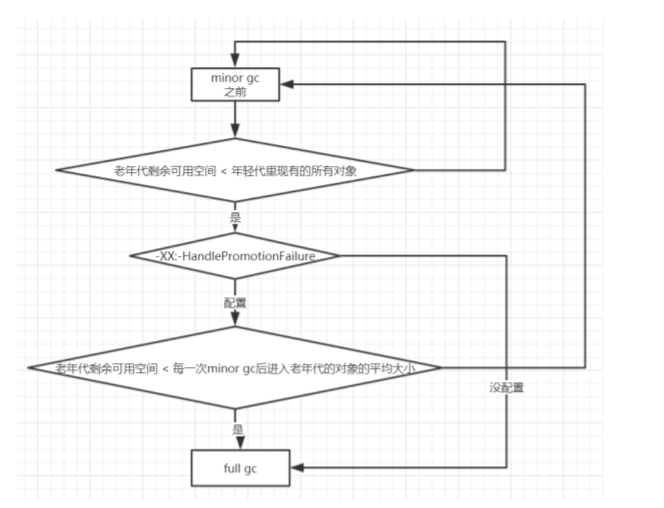 minor gc
之前
老年代剩余可用空间 < 年轻代里现有的所有对象
是
-XX:-HandlePromotionFailure
配置
老年代剩余可用空间 < 每一次minor gc后进入老年代的对象的平均大小
没配置
是
full gc